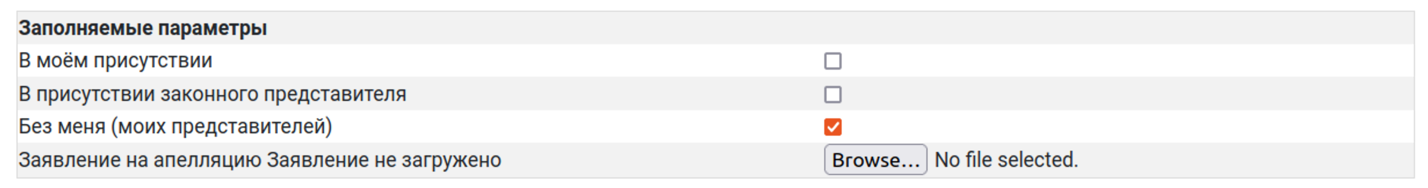 Заполняемые параметры
В моём присутствии
В присутствии законного представителя
Без меня (моих представителей)
Заявление на апелляцию Заявление не загружено Browse... No file selected.